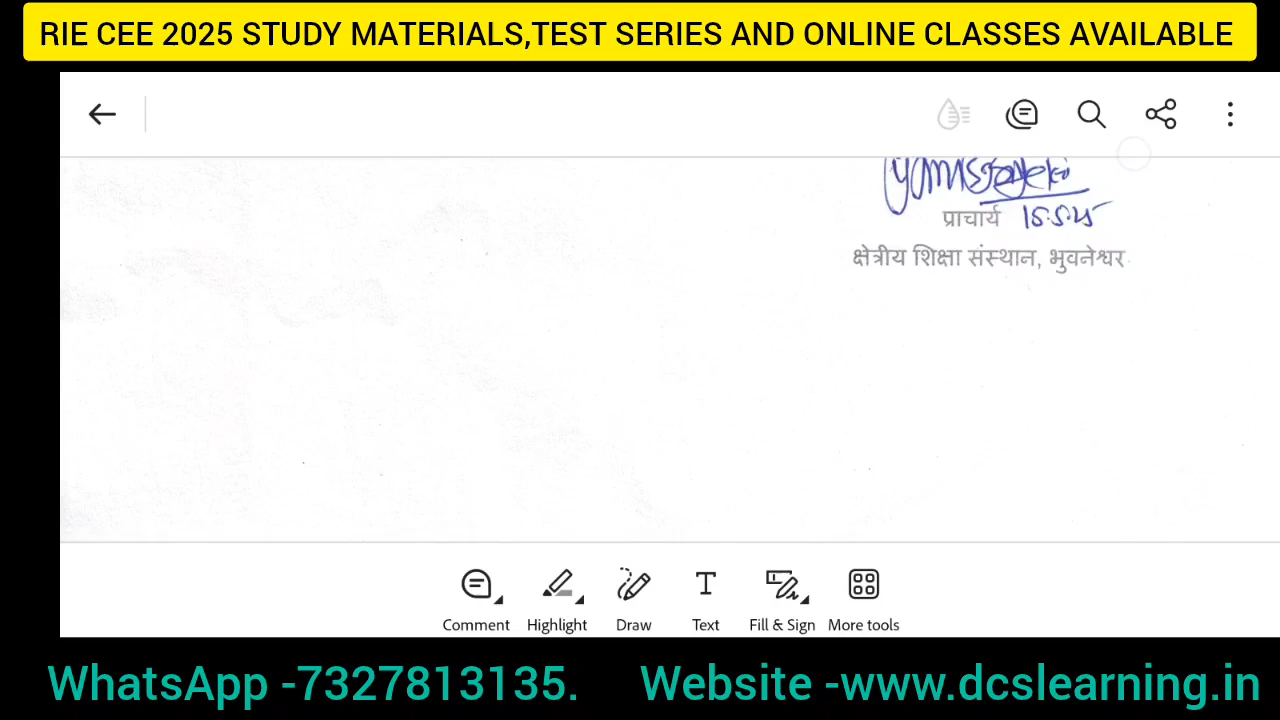 RIE CEE 2025 STUDY MATERIALS,TEST SERIES AND ONLINE CLASSES AVAILABLE
प्राचार्य 15.5.25
क्षेत्रीय शिक्षा संस्थान, भुवनेश्वर
Comment Highlight Draw Text Fill & Sign More tools
WhatsApp -7327813135. Website -www.dcslearning.in